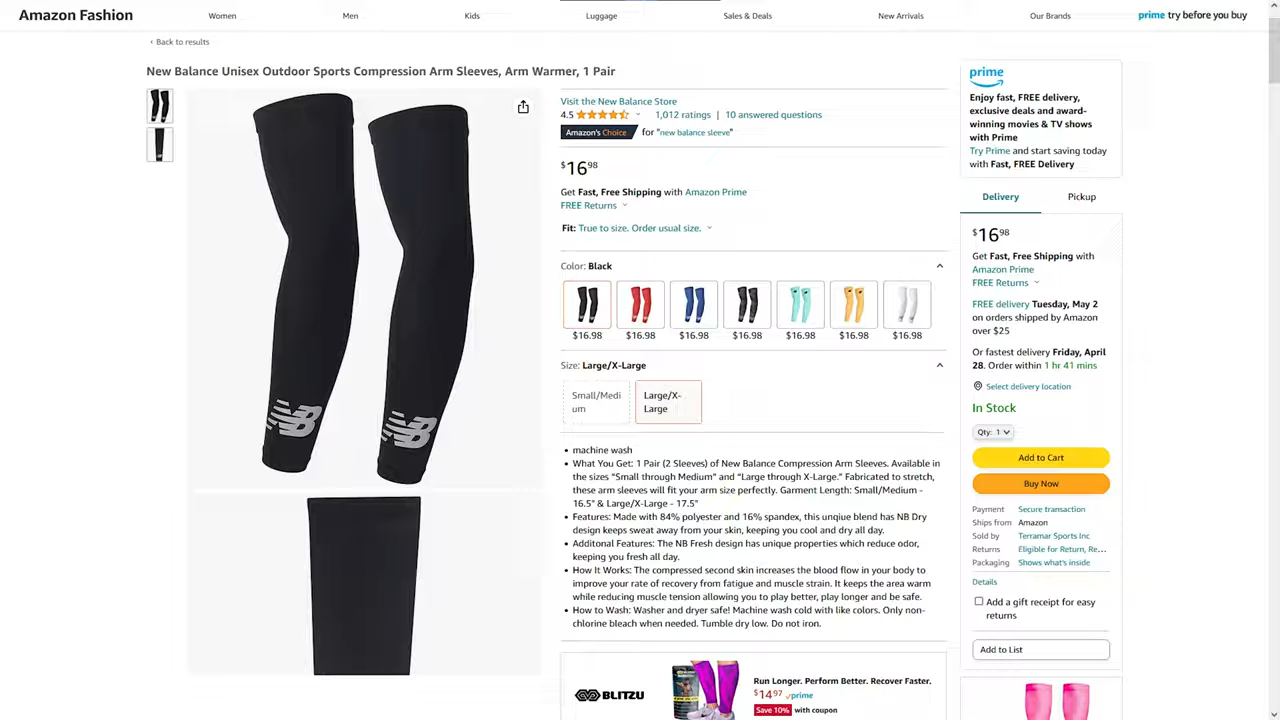 Amazon Fashion
Women
Men
Kids
Luggage
Sales & Deals
New Arrivals
Our Brands
prime try before you buy
‹ Back to results
New Balance Unisex Outdoor Sports Compression Arm Sleeves, Arm Warmer, 1 Pair
Visit the New Balance Store
4.5
1,012 ratings | 10 answered questions
Amazon's Choice for "new balance sleeve"
$1698
Get Fast, Free Shipping with Amazon Prime
FREE Returns
Fit: True to size. Order usual size.
Color: Black
$16.98
$16.98
$16.98
$16.98
$16.98
$16.98
$16.98
Size: Large/X-Large
Small/Medi
um
Large/X-
Large
• machine wash
• What You Get: 1 Pair (2 Sleeves) of New Balance Compression Arm Sleeves. Available in
the sizes “Small through Medium” and “Large through X-Large.” Fabricated to stretch,
these arm sleeves will fit your arm size perfectly. Garment Length: Small/Medium -
16.5" & Large/X-Large - 17.5"
• Features: Made with 84% polyester and 16% spandex, this unqiue blend has NB Dry
design keeps sweat away from your skin, keeping you cool and dry all day.
• Additonal Features: The NB Fresh design has unique properties which reduce odor,
keeping you fresh all day.
• How It Works: The compressed second skin increases the blood flow in your body to
improve your rate of recovery from fatigue and muscle strain. It keeps the area warm
while reducing muscle tension allowing you to play better, play longer and be safe.
• How to Wash: Washer and dryer safe! Machine wash cold with like colors. Only non-
chlorine bleach when needed. Tumble dry low. Do not iron.
BLITZU
Run Longer. Perform Better. Recover Faster.
$14.97 prime
Save 10% with coupon
prime
Enjoy fast, FREE delivery,
exclusive deals and award-
winning movies & TV shows
with Prime
Try Prime and start saving today
with Fast, FREE Delivery
Delivery
Pickup
$1698
Get Fast, Free Shipping with
Amazon Prime
FREE Returns
FREE delivery Tuesday, May 2
on orders shipped by Amazon
over $25
Or fastest delivery Friday, April
28. Order within 1 hr 41 mins
Select delivery location
In Stock
Qty: 1
Add to Cart
Buy Now
Payment Secure transaction
Ships from Amazon
Sold by Terramar Sports Inc
Returns Eligible for Return, Re...
Packaging Shows what's inside
Details
Add a gift receipt for easy
returns
Add to List
NB
NB